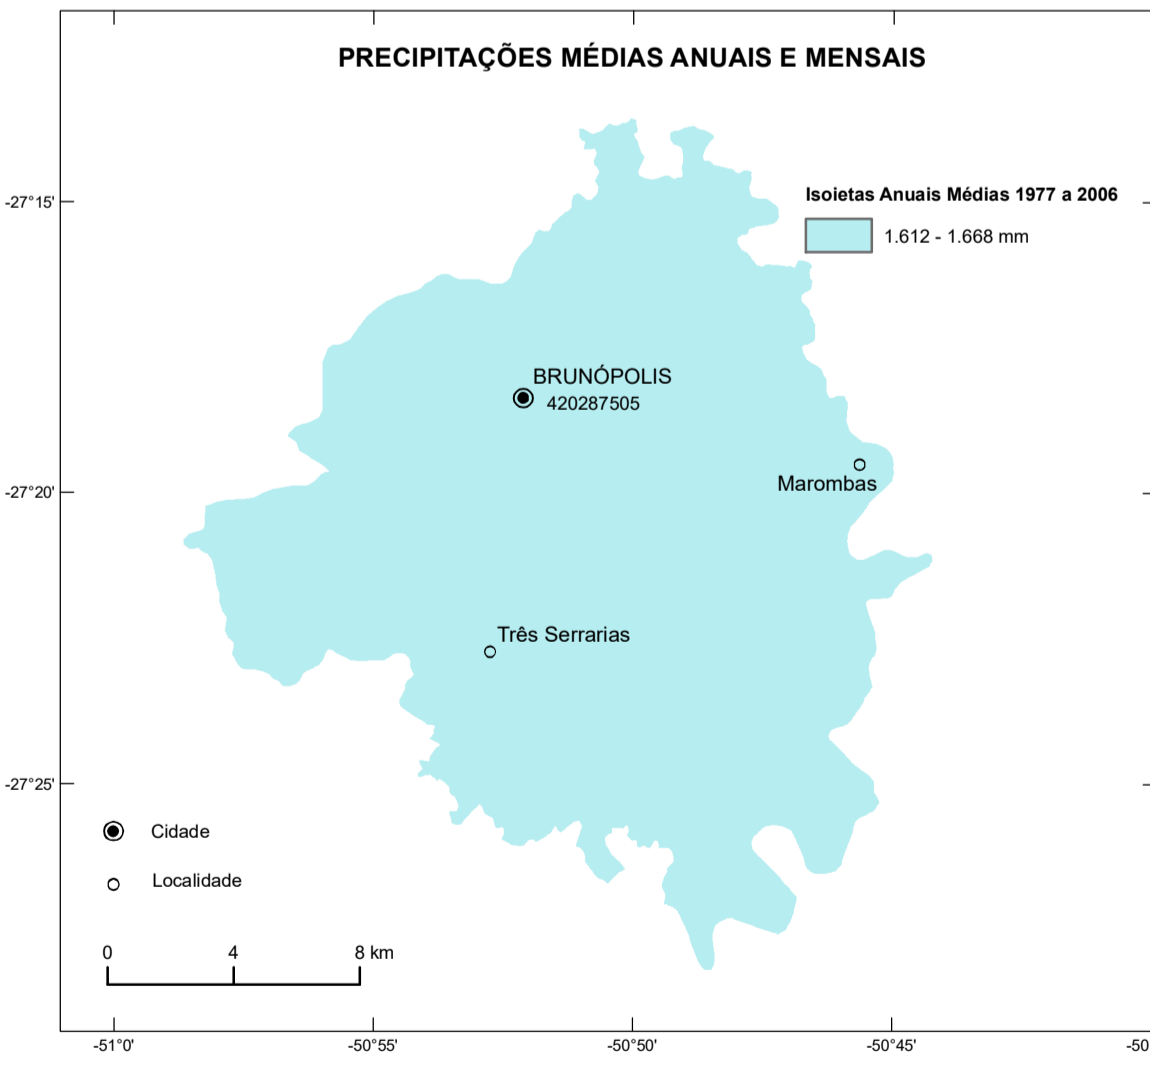 PRECIPITAÇÕES MÉDIAS ANUAIS E MENSAIS
-27°15'
Isoietas Anuais Médias 1977 a 2006
1.612 - 1.668 mm
BRUNÓPOLIS
420287505
Marombas
-27°20'
Três Serrarias
-27°25'
Cidade
Localidade
0 4 8 km
-51°0' -50°55' -50°50' -50°45' -50